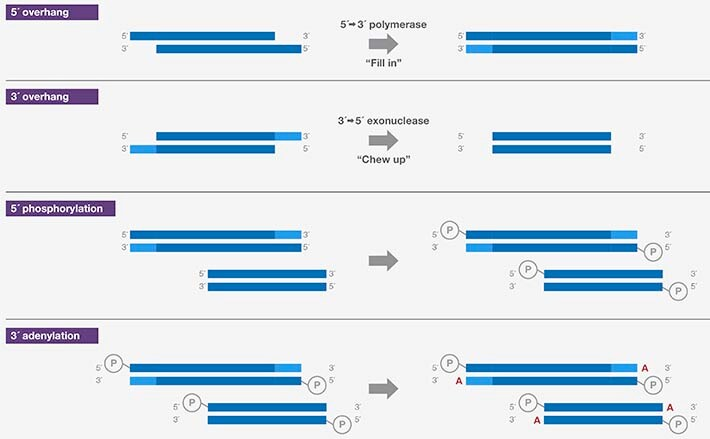 5´ overhang
5´ 3´ 5´➡3´ polymerase 5´ 3´
3´ 5´ 3´ 5´
“Fill in”
3´ overhang
3´➡5´ exonuclease
5´ 3´ 5´ 3´
3´ 5´ 3´ 5´
“Chew up”
5´ phosphorylation
5´ 3´ 5´ P 3´
3´ 5´ 3´ P 5´
5´ 3´ 5´ P 3´
3´ 5´ 3´ P 5´
3´ adenylation
5´ P 3´ 5´ P A 3´
3´ P 5´ 3´ A P 5´
5´ P 3´ 5´ P A 3´
3´ P 5´ 3´ A P 5´